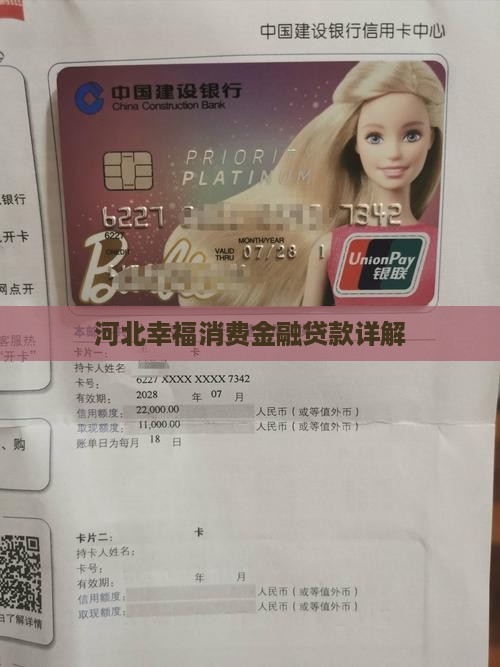 中国建设银行信用卡中心
中国建设银行
China Construction Bank
PRIORITY
PLATINUM
6227 7342
6227
CREDIT
MONTH/YEAR
VALID THRU 07/28 1
Barbie
UnionPay
银联
河北幸福消费金融贷款详解
银行
开卡
网点开
客服热
“开卡”
、购
了解详情
卡片一： 卡
持卡人姓名：
卡号： 6227 XXXX XXXX 7342
有效期： 2028 年 07 月
信用额度： 22,000.00 人民币（或等值外币）
取现额度： 11,000.00 人民币（或等值外币）
账单日为每月 18 日
卡片二： 卡
持卡人姓名：
卡号：
有效期： 年 月
信用额度： 人民币（或等值外币）
取现额度： 人民币（或等值外币）